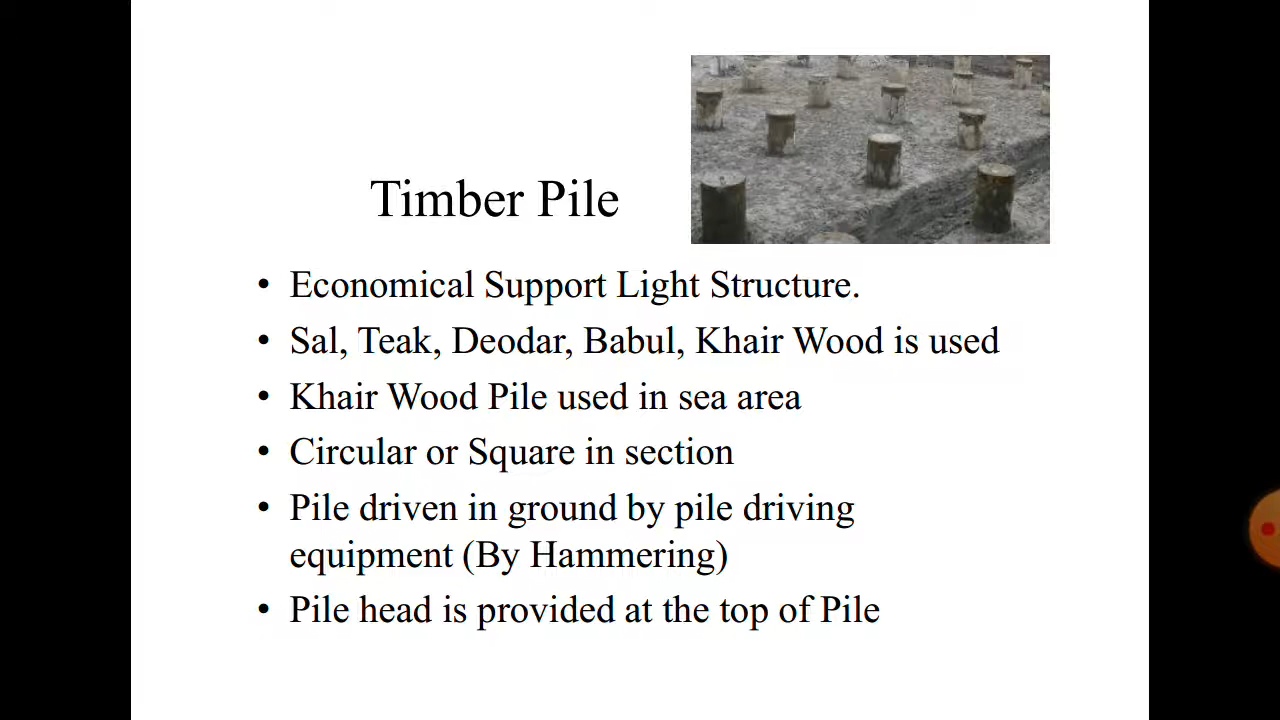 Timber Pile
• Economical Support Light Structure.
• Sal, Teak, Deodar, Babul, Khair Wood is used
• Khair Wood Pile used in sea area
• Circular or Square in section
• Pile driven in ground by pile driving
equipment (By Hammering)
• Pile head is provided at the top of Pile